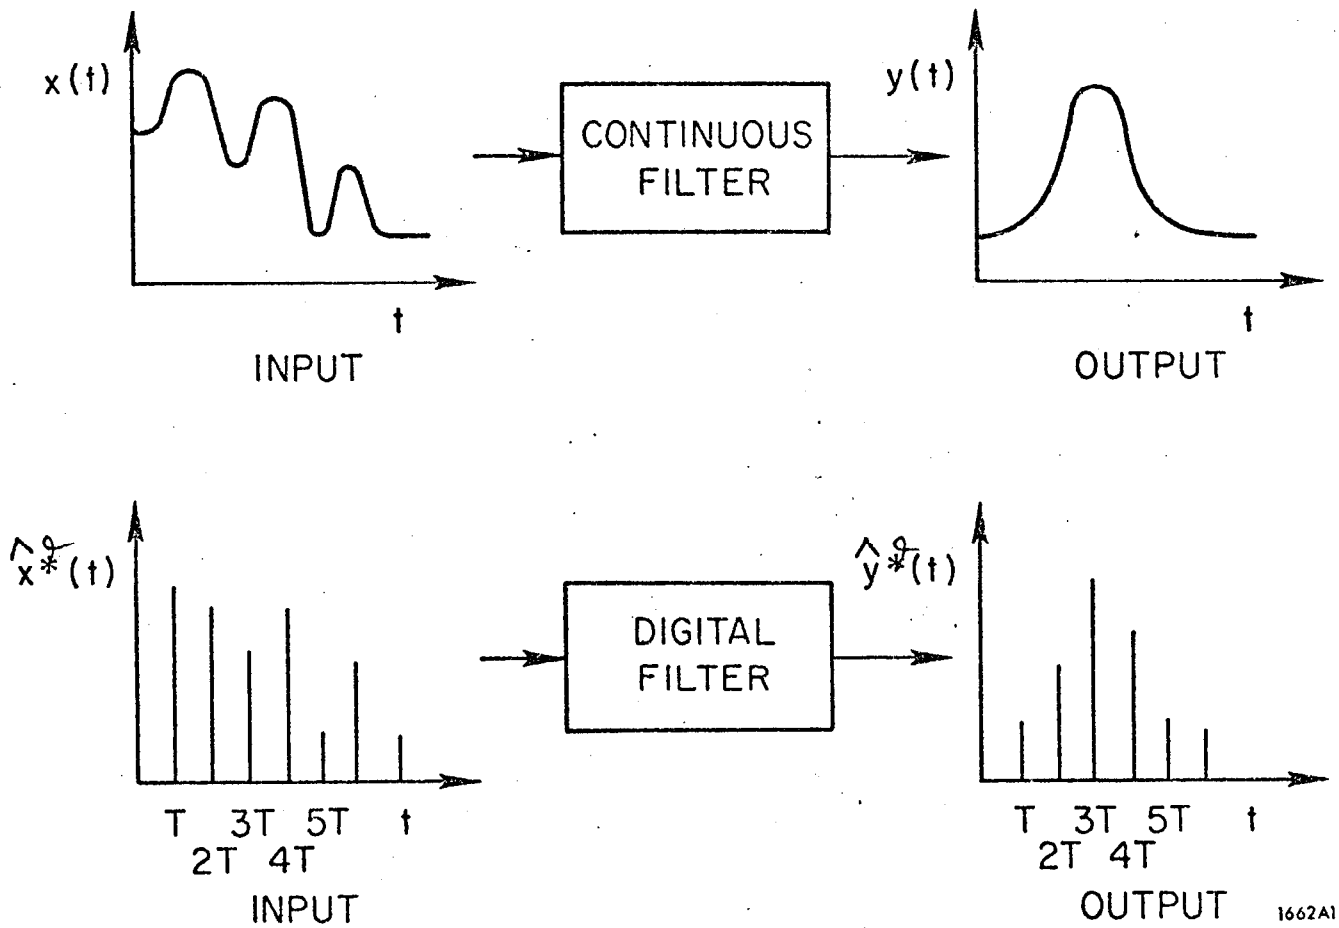 x(t)
CONTINUOUS
FILTER
y(t)
t
t
INPUT
OUTPUT
x̂*(t)
DIGITAL
FILTER
ŷ*(t)
T 3T 5T t
2T 4T
INPUT
T 3T 5T t
2T 4T
OUTPUT
1662A1